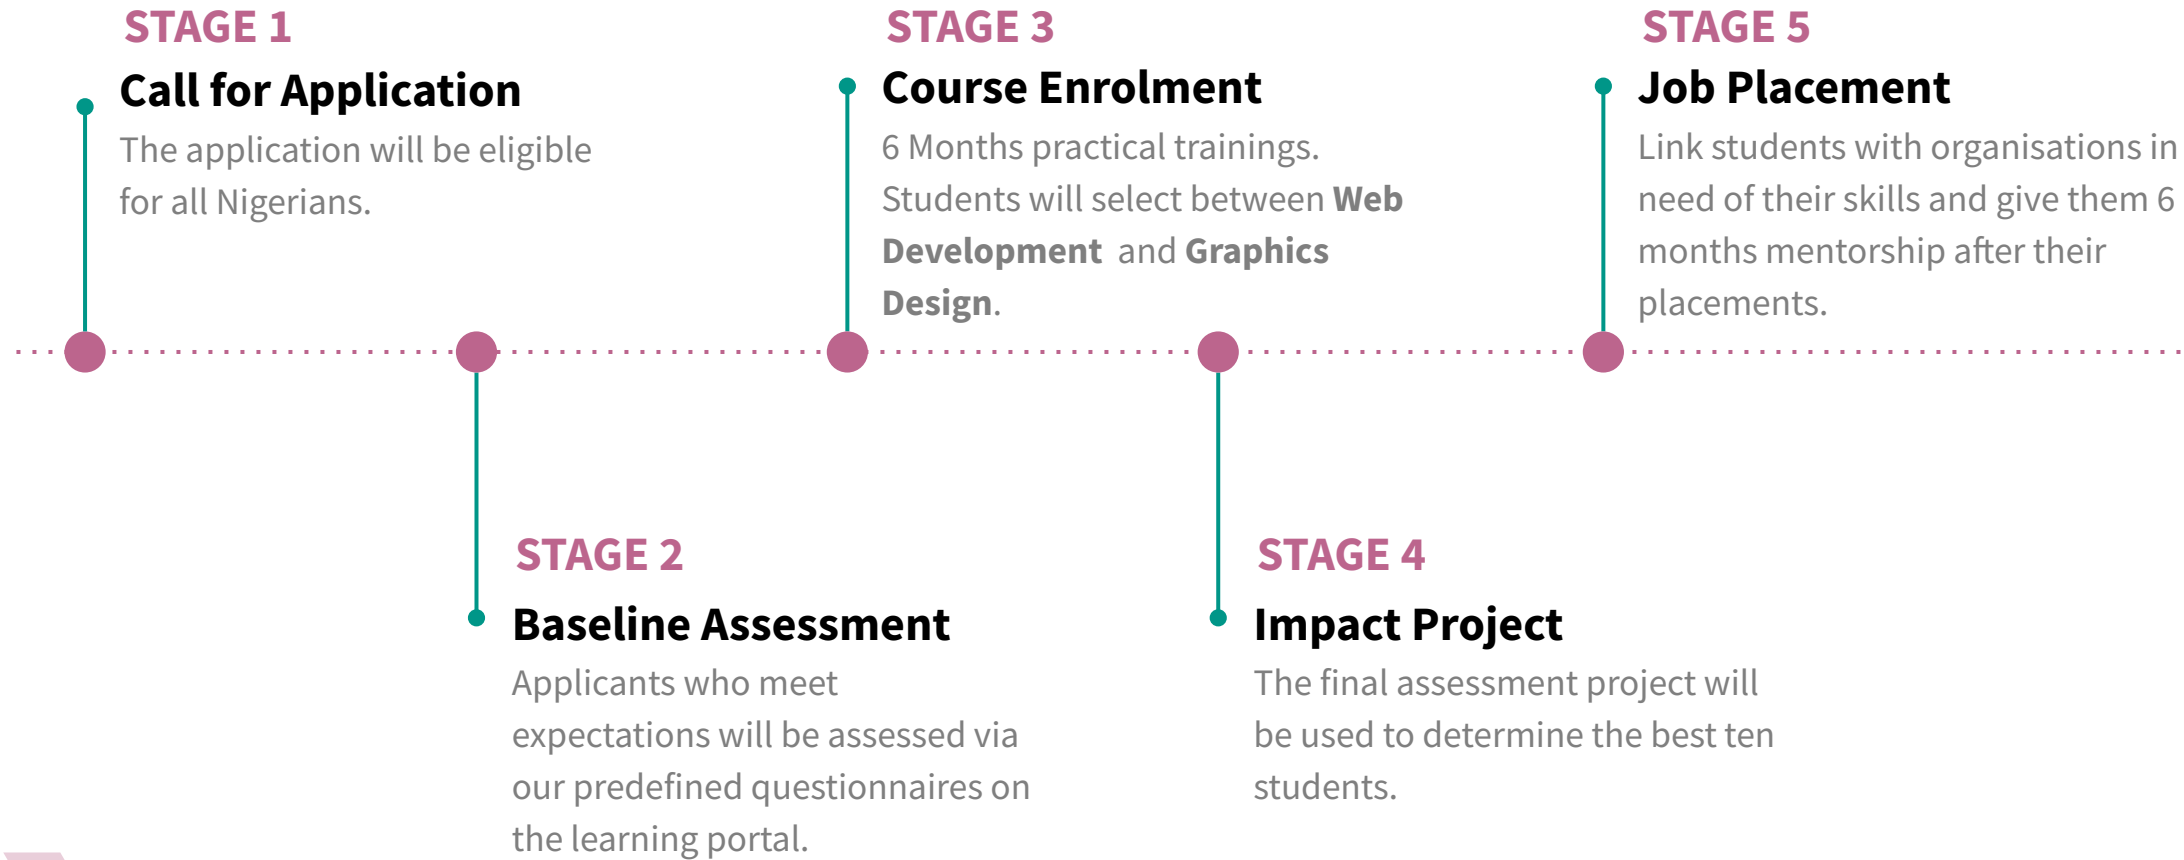 STAGE 1
Call for Application
The application will be eligible
for all Nigerians.
STAGE 2
Baseline Assessment
Applicants who meet
expectations will be assessed via
our predefined questionnaires on
the learning portal.
STAGE 3
Course Enrolment
6 Months practical trainings.
Students will select between Web
Development and Graphics
Design.
STAGE 4
Impact Project
The final assessment project will
be used to determine the best ten
students.
STAGE 5
Job Placement
Link students with organisations in
need of their skills and give them 6
months mentorship after their
placements.